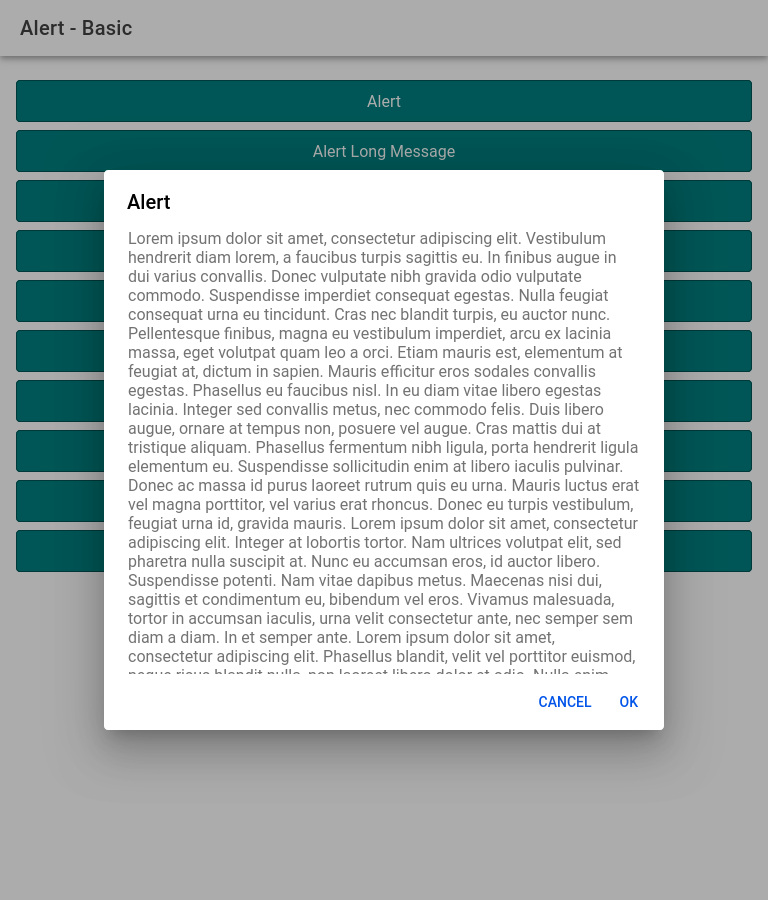 Alert - Basic
Alert
Alert Long Message
Alert
Lorem ipsum dolor sit amet, consectetur adipiscing elit. Vestibulum
hendrerit diam lorem, a faucibus turpis sagittis eu. In finibus augue in
dui varius convallis. Donec vulputate nibh gravida odio vulputate
commodo. Suspendisse imperdiet consequat egestas. Nulla feugiat
consequat urna eu tincidunt. Cras nec blandit turpis, eu auctor nunc.
Pellentesque finibus, magna eu vestibulum imperdiet, arcu ex lacinia
massa, eget volutpat quam leo a orci. Etiam mauris est, elementum at
feugiat at, dictum in sapien. Mauris efficitur eros sodales convallis
egestas. Phasellus eu faucibus nisl. In eu diam vitae libero egestas
lacinia. Integer sed convallis metus, nec commodo felis. Duis libero
augue, ornare at tempus non, posuere vel augue. Cras mattis dui at
tristique aliquam. Phasellus fermentum nibh ligula, porta hendrerit ligula
elementum eu. Suspendisse sollicitudin enim at libero iaculis pulvinar.
Donec ac massa id purus laoreet rutrum quis eu urna. Mauris luctus erat
vel magna porttitor, vel varius erat rhoncus. Donec eu turpis vestibulum,
feugiat urna id, gravida mauris. Lorem ipsum dolor sit amet, consectetur
adipiscing elit. Integer at lobortis tortor. Nam ultrices volutpat elit, sed
pharetra nulla suscipit at. Nunc eu accumsan eros, id auctor libero.
Suspendisse potenti. Nam vitae dapibus metus. Maecenas nisi dui,
sagittis et condimentum eu, bibendum vel eros. Vivamus malesuada,
tortor in accumsan iaculis, urna velit consectetur ante, nec semper sem
diam a diam. In et semper ante. Lorem ipsum dolor sit amet,
consectetur adipiscing elit. Phasellus blandit, velit vel porttitor euismod,
CANCEL OK